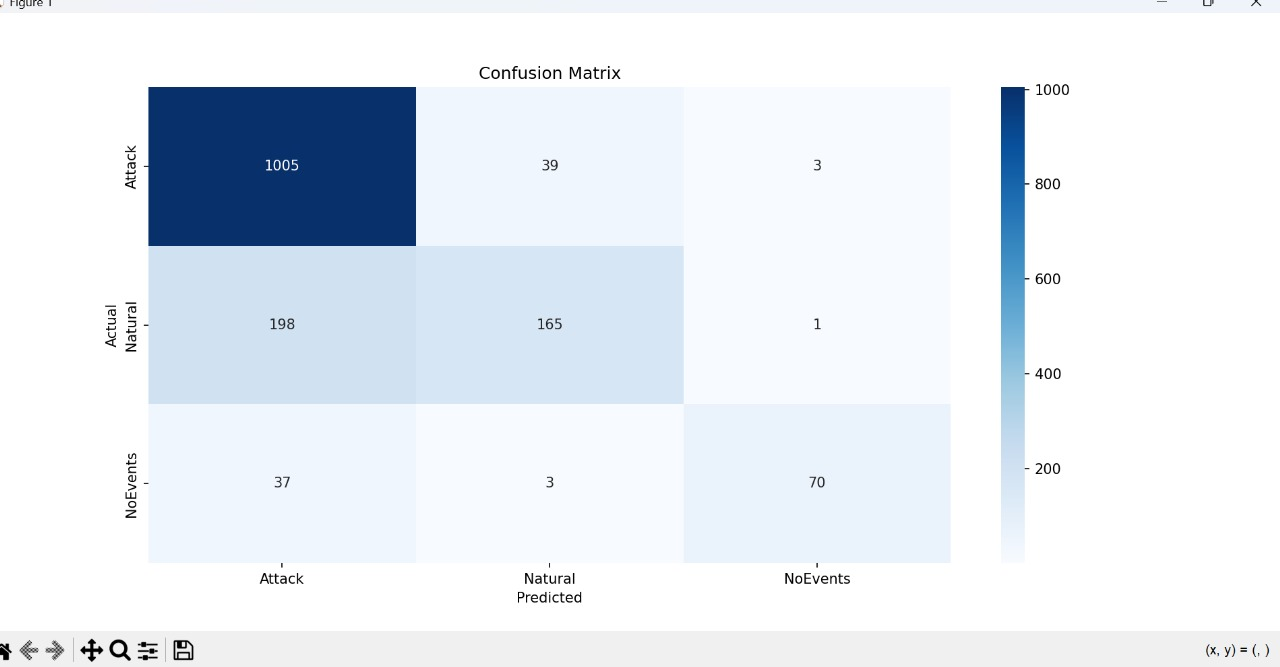 Figure 1
Confusion Matrix
Attack
1005
39
3
1000
800
Actual
Natural
198
165
1
600
400
NoEvents
37
3
70
200
Attack
Natural
NoEvents
Predicted
(x, y) = (, )